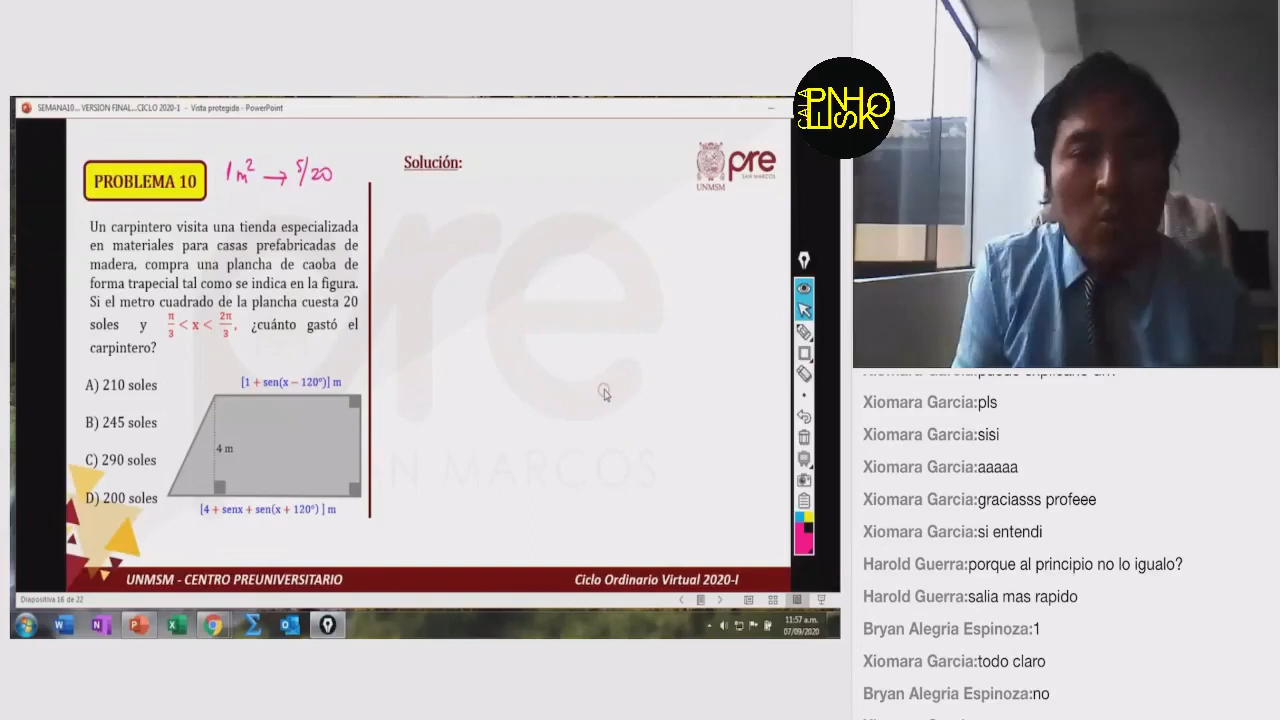 SEMANA10... VERSION FINAL...CICLO 2020-1 - Vista protegida - PowerPoint
PROBLEMA 10
1 m² → S/20
Solución:
UNMSM
pre
SAN MARCOS
Un carpintero visita una tienda especializada
en materiales para casas prefabricadas de
madera, compra una plancha de caoba de
forma trapecial tal como se indica en la figura.
Si el metro cuadrado de la plancha cuesta 20
soles y π/3 < x < 2π/3, ¿cuánto gastó el
carpintero?
A) 210 soles
B) 245 soles
C) 290 soles
D) 200 soles
[1 + sen(x − 120°)] m
4 m
[4 + senx + sen(x + 120°) ] m
pre
SAN MARCOS
UNMSM - CENTRO PREUNIVERSITARIO
Ciclo Ordinario Virtual 2020-I
Diapositiva 16 de 22
11:57 a.m.
07/09/2020
CALA
PENHO
ESK
Xiomara Garcia:pls
Xiomara Garcia:sisi
Xiomara Garcia:aaaaa
Xiomara Garcia:graciasss profeee
Xiomara Garcia:si entendi
Harold Guerra:porque al principio no lo igualo?
Harold Guerra:salia mas rapido
Bryan Alegria Espinoza:1
Xiomara Garcia:todo claro
Bryan Alegria Espinoza:no